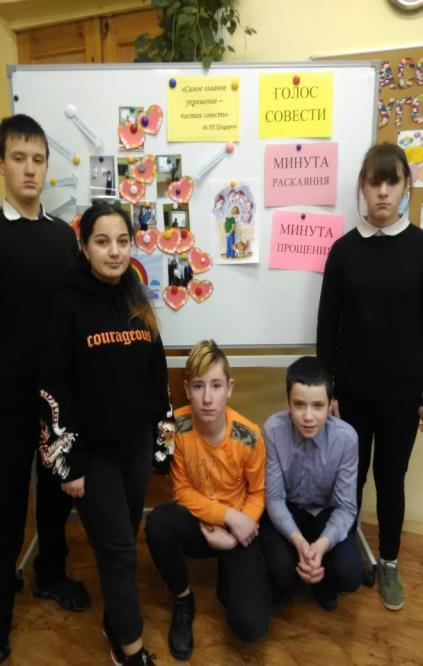 «Самое главное
украшение –
чистая совесть»
М.Т. Цицерон
ГОЛОС
СОВЕСТИ
МИНУТА
РАСКАЯНИЯ
МИНУТА
ПРОЩЕНИЯ
courageous